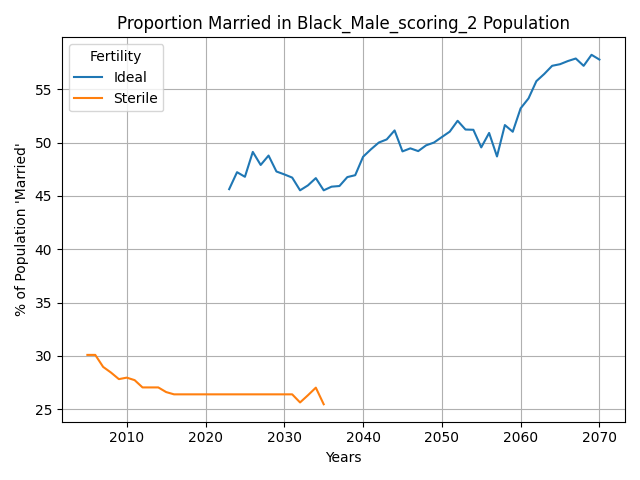 Proportion Married in Black_Male_scoring_2 Population
Fertility
Ideal
Sterile
% of Population 'Married'
55
50
45
40
35
30
25
2010 2020 2030 2040 2050 2060 2070
Years